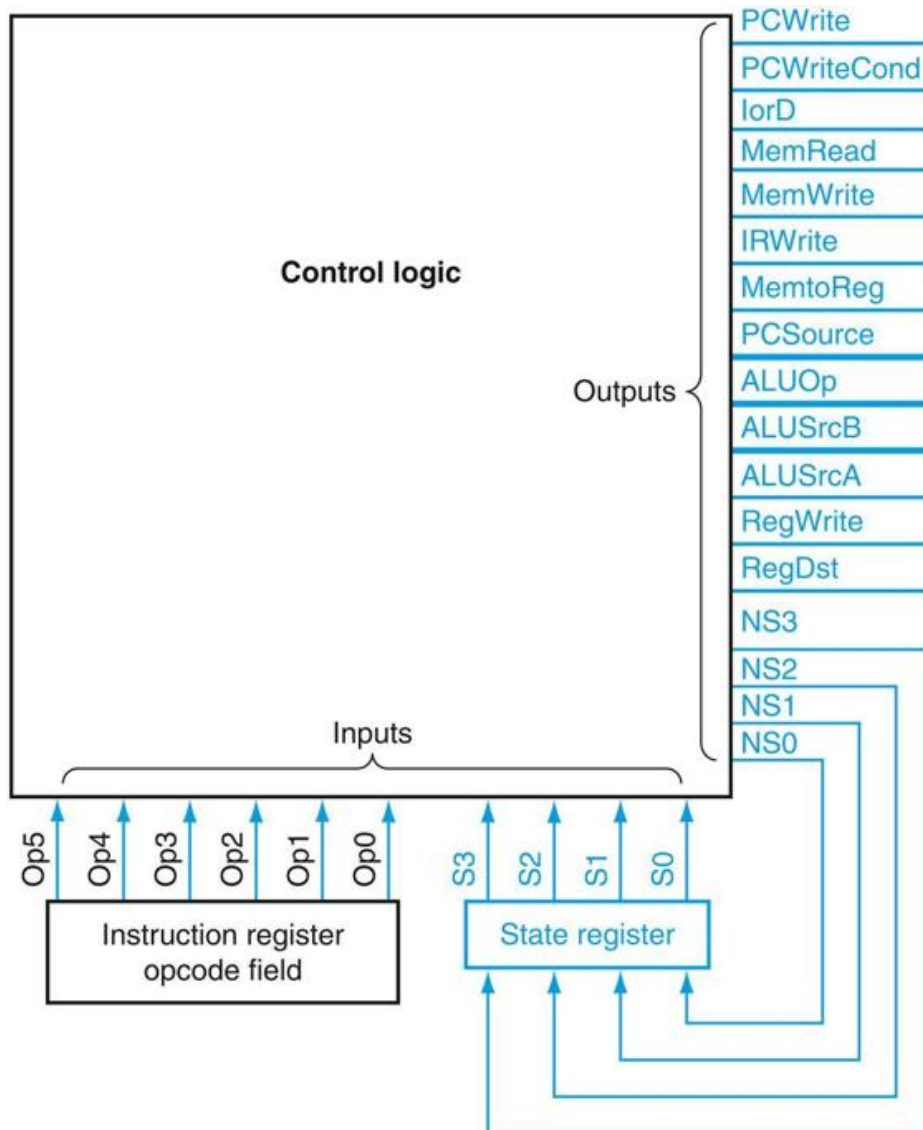 PCWrite
PCWriteCond
IorD
MemRead
MemWrite
IRWrite
Control logic
MemtoReg
PCSource
Outputs
ALUOp
ALUSrcB
ALUSrcA
RegWrite
RegDst
NS3
NS2
NS1
Inputs
NS0
Op5
Op4
Op3
Op2
Op1
Op0
S3
S2
S1
S0
Instruction register
opcode field
State register